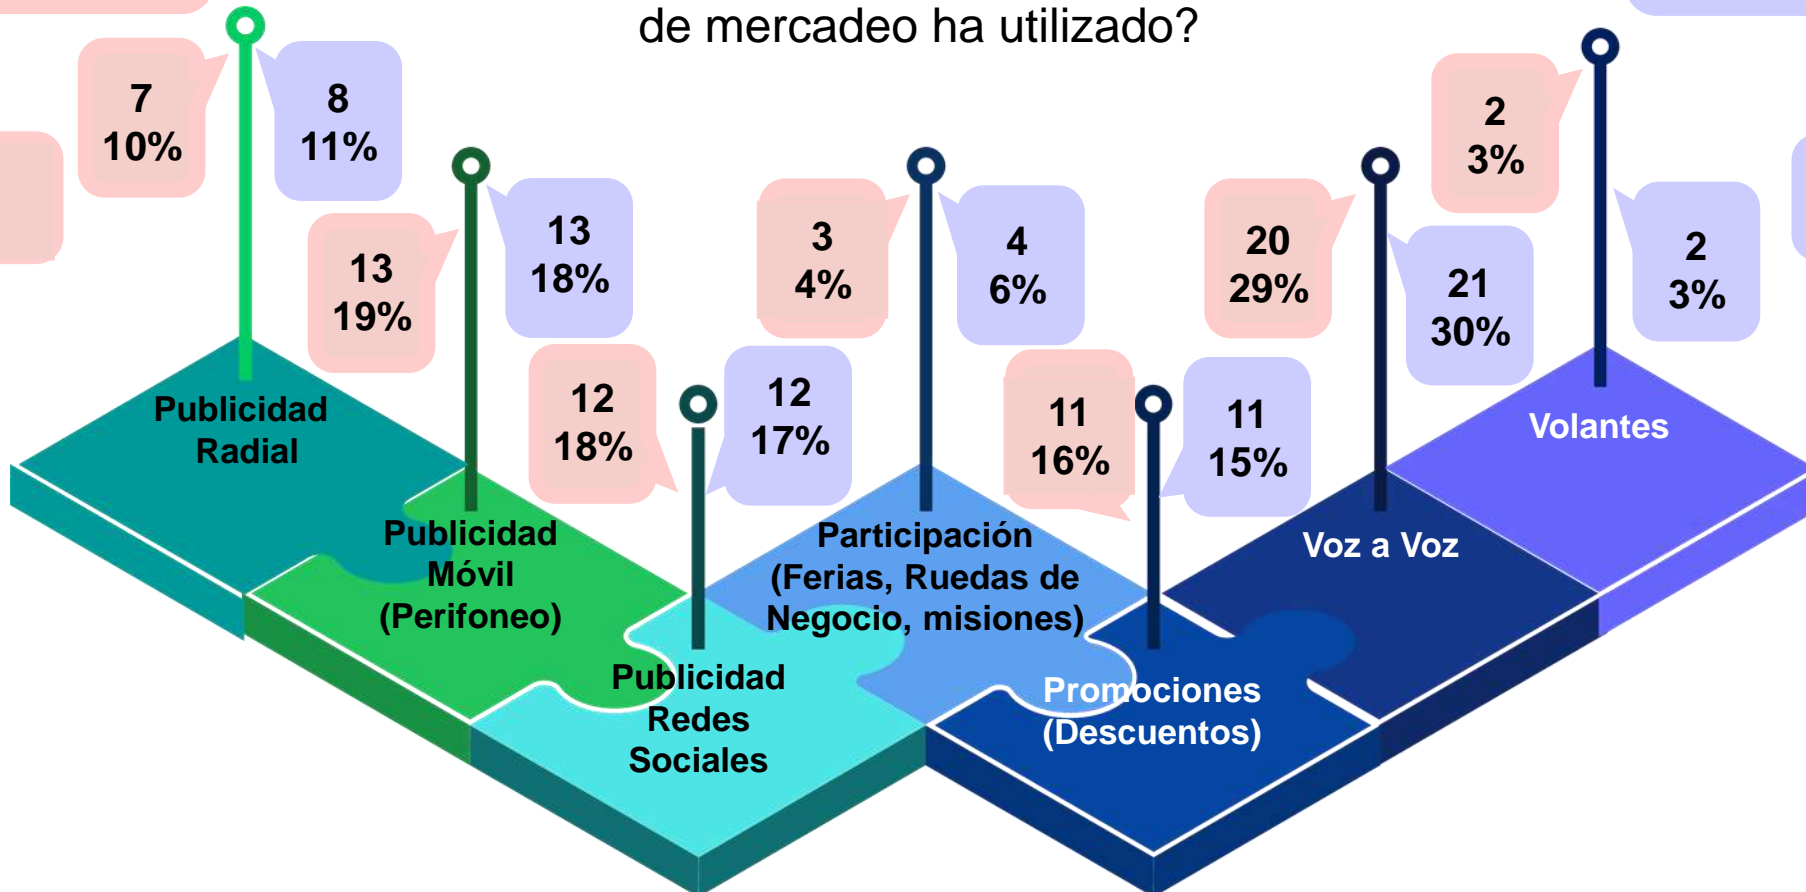 de mercadeo ha utilizado?
7
10%
8
11%
13
19%
13
18%
12
18%
12
17%
3
4%
4
6%
11
16%
11
15%
20
29%
21
30%
2
3%
2
3%
Publicidad
Radial
Publicidad
Móvil
(Perifoneo)
Publicidad
Redes
Sociales
Participación
(Ferias, Ruedas de
Negocio, misiones)
Promociones
(Descuentos)
Voz a Voz
Volantes